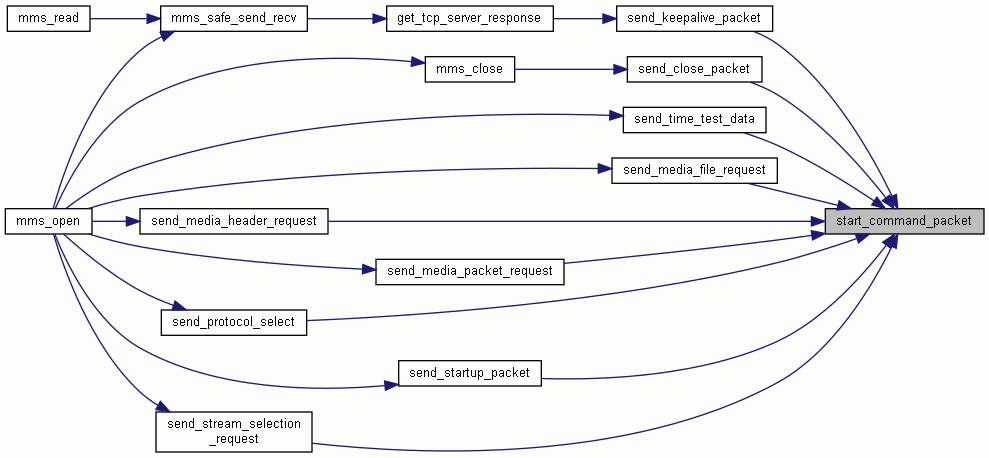 mms_read
mms_safe_send_recv
get_tcp_server_response
send_keepalive_packet
mms_close
send_close_packet
send_time_test_data
send_media_file_request
mms_open
send_media_header_request
start_command_packet
send_media_packet_request
send_protocol_select
send_startup_packet
send_stream_selection
_request